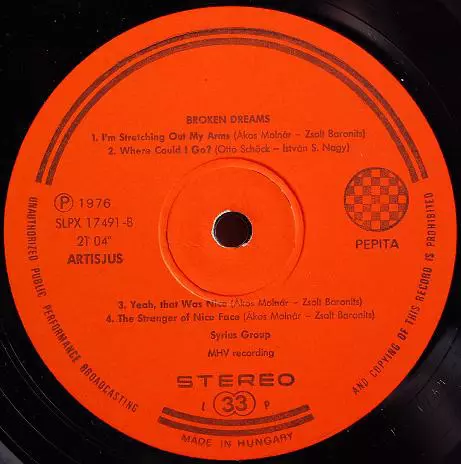 BROKEN DREAMS
1. I'm Stretching Out My Arms (Ákos Molnár – Zsolt Baronits)
2. Where Could I Go? (Ottó Schöck – István S. Nagy)
P 1976
SLPX 17491-B
21' 04"
ARTISJUS
PEPITA
3. Yeah, that Was Nice (Ákos Molnár – Zsolt Baronits)
4. The Stranger of Nice Face (Ákos Molnár – Zsolt Baronits)
Syrius Group
MHV recording
STEREO
L 33 P
MADE IN HUNGARY
UNAUTHORIZED PUBLIC PERFORMANCE BROADCASTING
AND COPYING OF THIS RECORD IS PROHIBITED